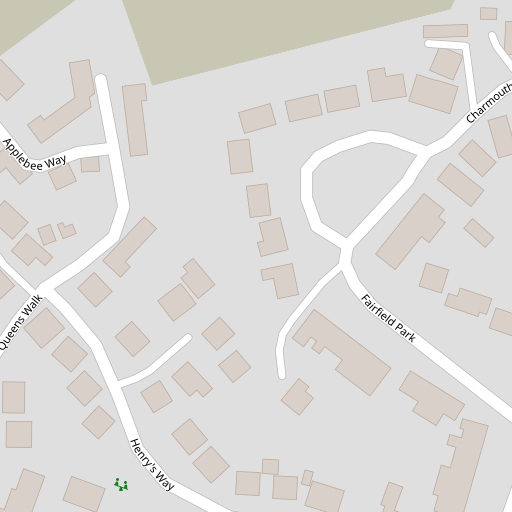 Charmouth
Applebee Way
Queens Walk
Fairfield Park
Henry's Way